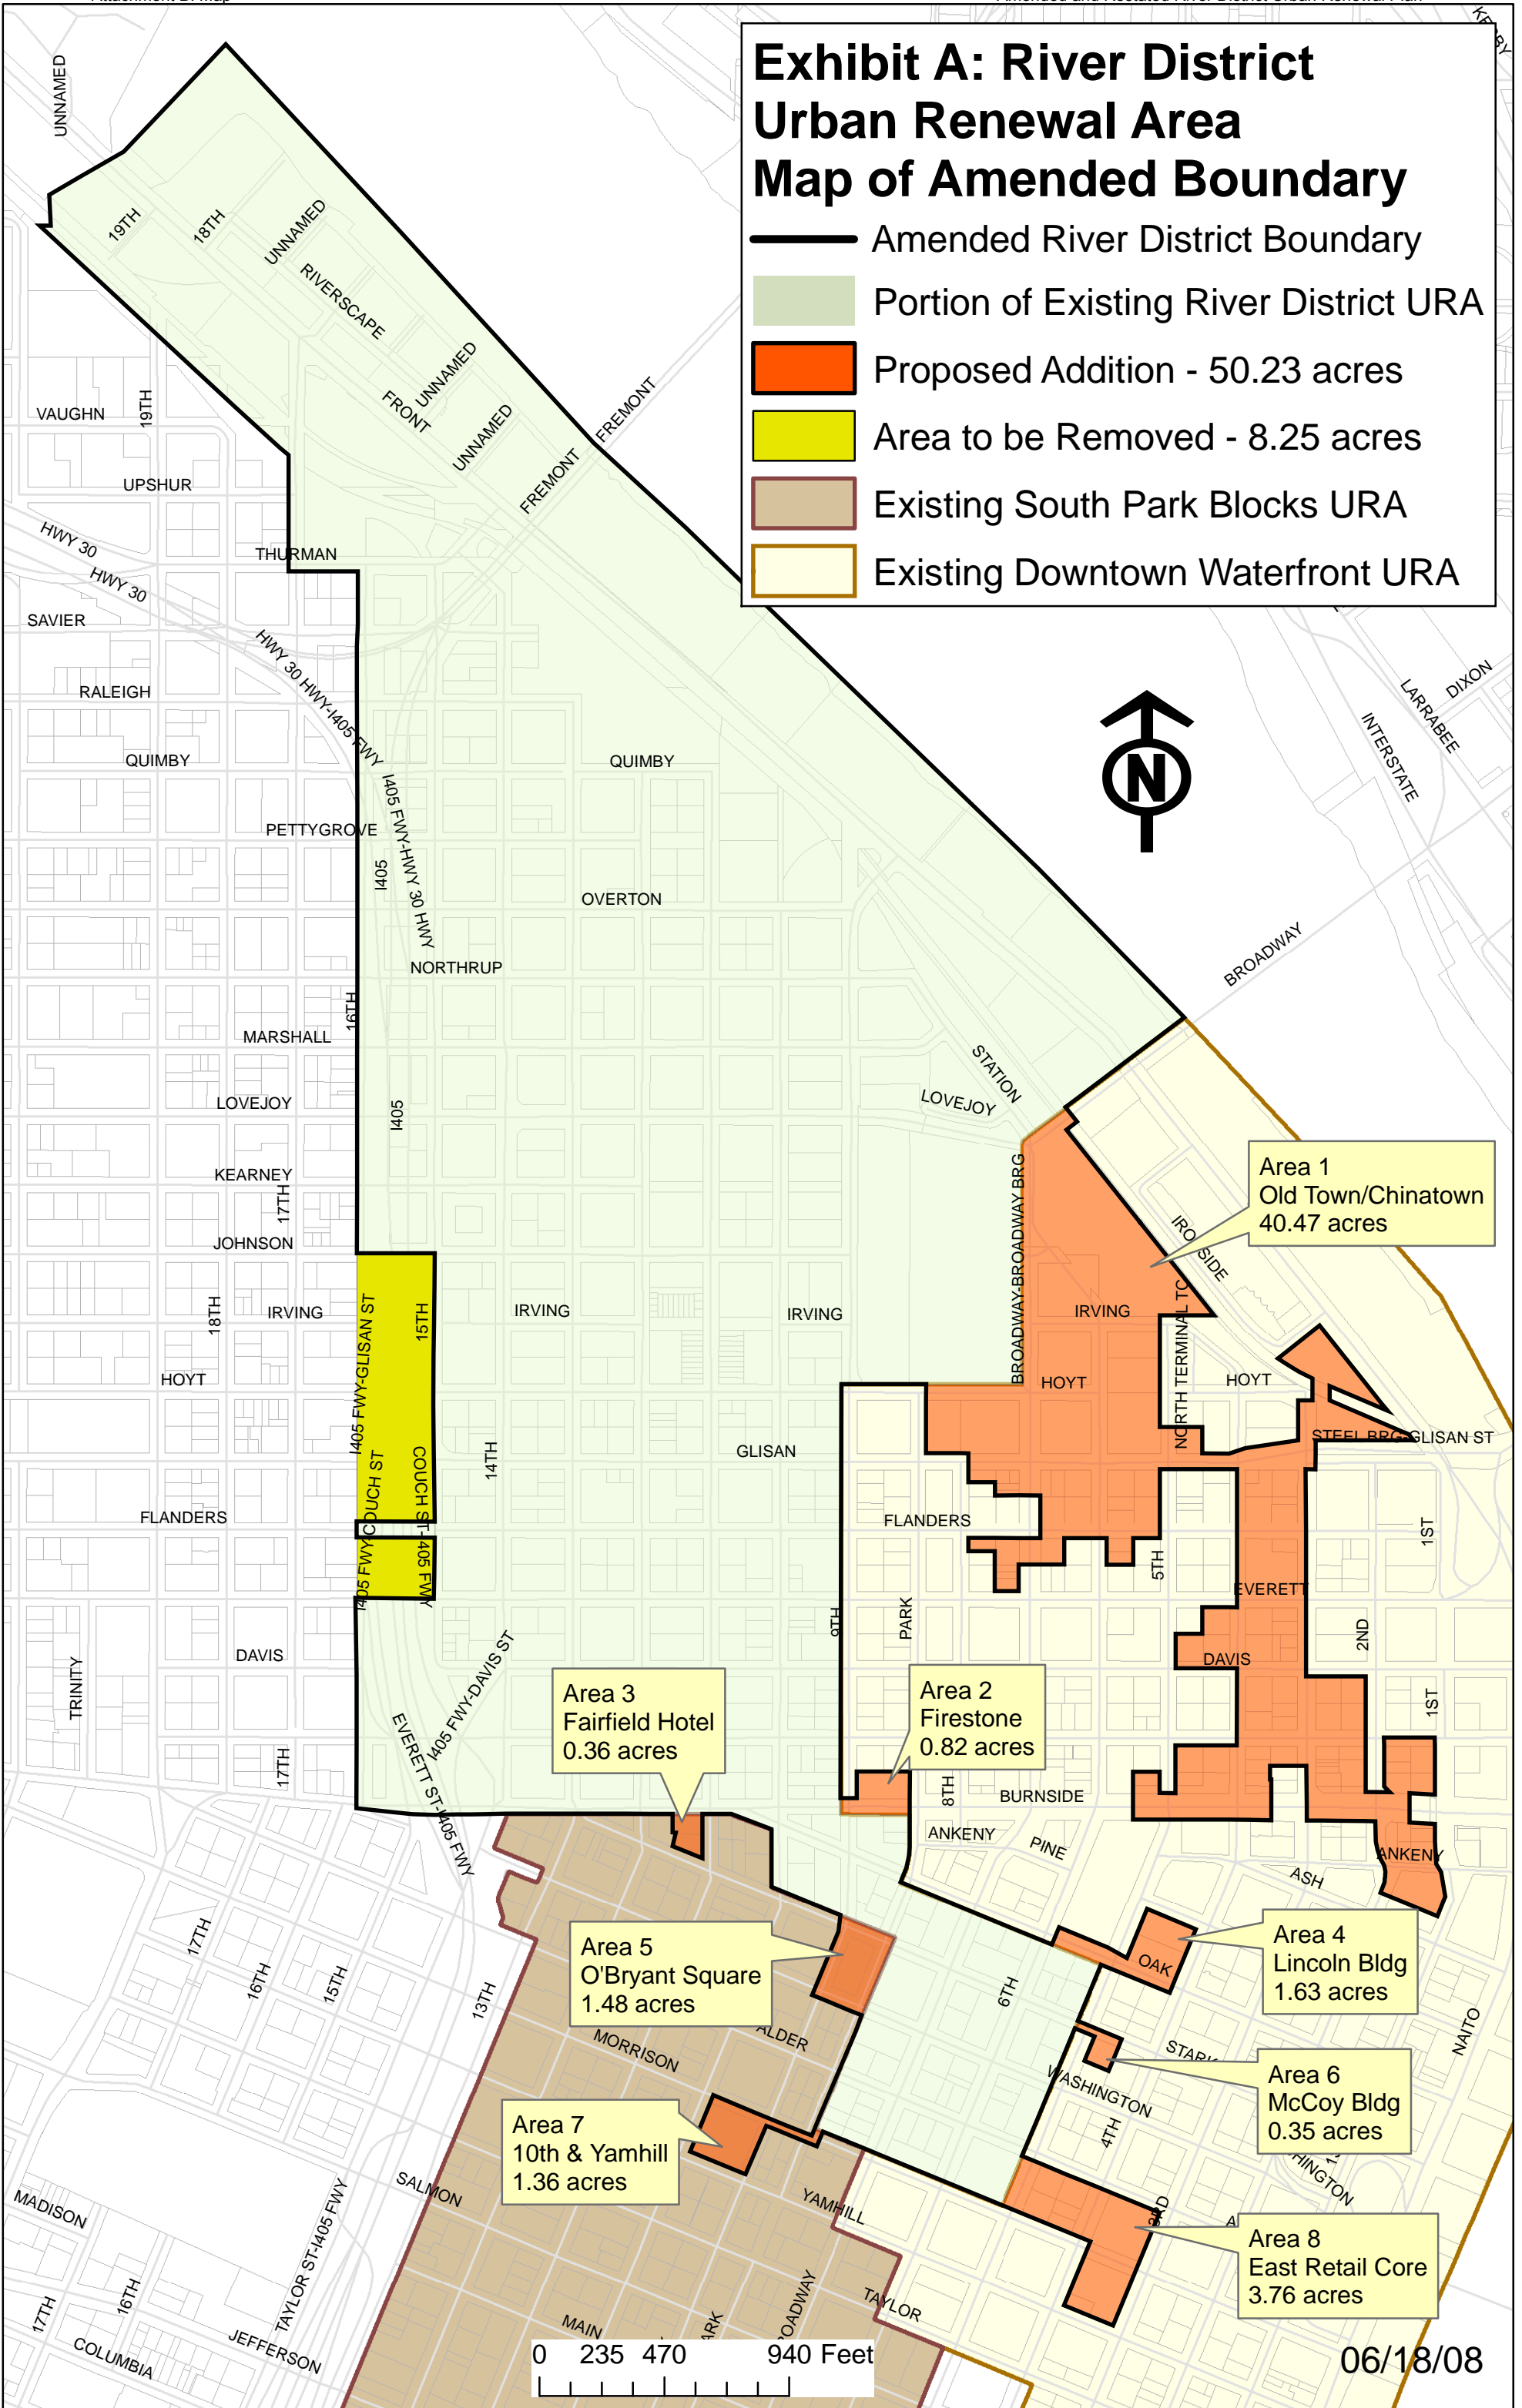 Exhibit A: River District
Urban Renewal Area
Map of Amended Boundary
Amended River District Boundary
Portion of Existing River District URA
Proposed Addition - 50.23 acres
Area to be Removed - 8.25 acres
Existing South Park Blocks URA
Existing Downtown Waterfront URA
UNNAMED
19TH
18TH
UNNAMED
RIVERSCAPE
UNNAMED
FRONT
UNNAMED
FREMONT
FREMONT
VAUGHN
19TH
UPSHUR
HWY 30
HWY 30
THURMAN
SAVIER
HWY 30 HWY-I405 FWY
RALEIGH
QUIMBY
QUIMBY
I405 FWY-HWY 30 HWY
PETTYGROVE
I405
OVERTON
NORTHRUP
16TH
MARSHALL
LARRABEE
DIXON
INTERSTATE
N
BROADWAY
STATION
LOVEJOY
LOVEJOY
I405
KEARNEY
17TH
JOHNSON
BROADWAY-BROADWAY BRG
Area 1
Old Town/Chinatown
40.47 acres
18TH
IRVING
I405 FWY-GLISAN ST
15TH
IRVING
IRVING
IRVING
HOYT
HOYT
HOYT
14TH
GLISAN
STEEL BRG-GLISAN ST
I405 FWY-COUCH ST
COUCH ST-I405 FWY
FLANDERS
FLANDERS
5TH
1ST
EVERETT
9TH
PARK
2ND
DAVIS
DAVIS
TRINITY
I405 FWY-DAVIS ST
EVERETT ST-I405 FWY
17TH
1ST
Area 3
Fairfield Hotel
0.36 acres
Area 2
Firestone
0.82 acres
8TH
BURNSIDE
ANKENY
PINE
ANKENY
ASH
17TH
16TH
15TH
13TH
Area 5
O'Bryant Square
1.48 acres
6TH
OAK
Area 4
Lincoln Bldg
1.63 acres
NAITO
ALDER
MORRISON
STARK
WASHINGTON
4TH
Area 6
McCoy Bldg
0.35 acres
Area 7
10th & Yamhill
1.36 acres
SALMON
YAMHILL
3RD
Area 8
East Retail Core
3.76 acres
MADISON
TAYLOR ST-I405 FWY
17TH
16TH
COLUMBIA
JEFFERSON
MAIN
TAYLOR
0 235 470 940 Feet
06/18/08